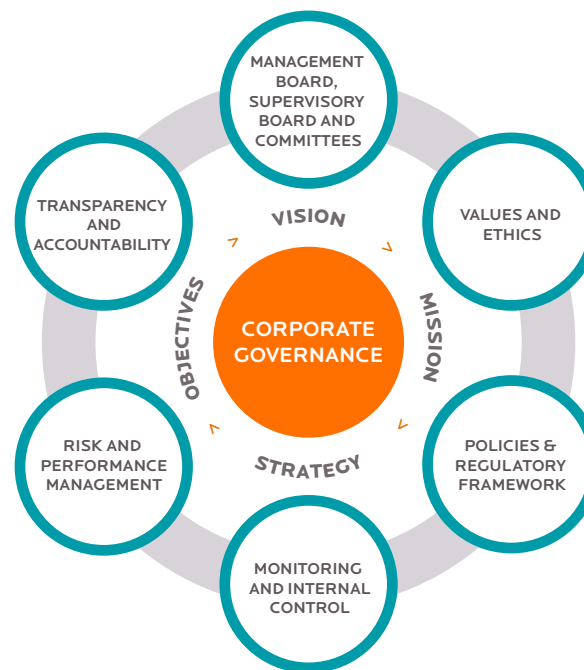 MANAGEMENT
BOARD,
SUPERVISORY
BOARD AND
COMMITTEES
TRANSPARENCY
AND
ACCOUNTABILITY
VALUES AND
ETHICS
VISION
MISSION
STRATEGY
OBJECTIVES
CORPORATE
GOVERNANCE
RISK AND
PERFORMANCE
MANAGEMENT
POLICIES &
REGULATORY
FRAMEWORK
MONITORING
AND INTERNAL
CONTROL